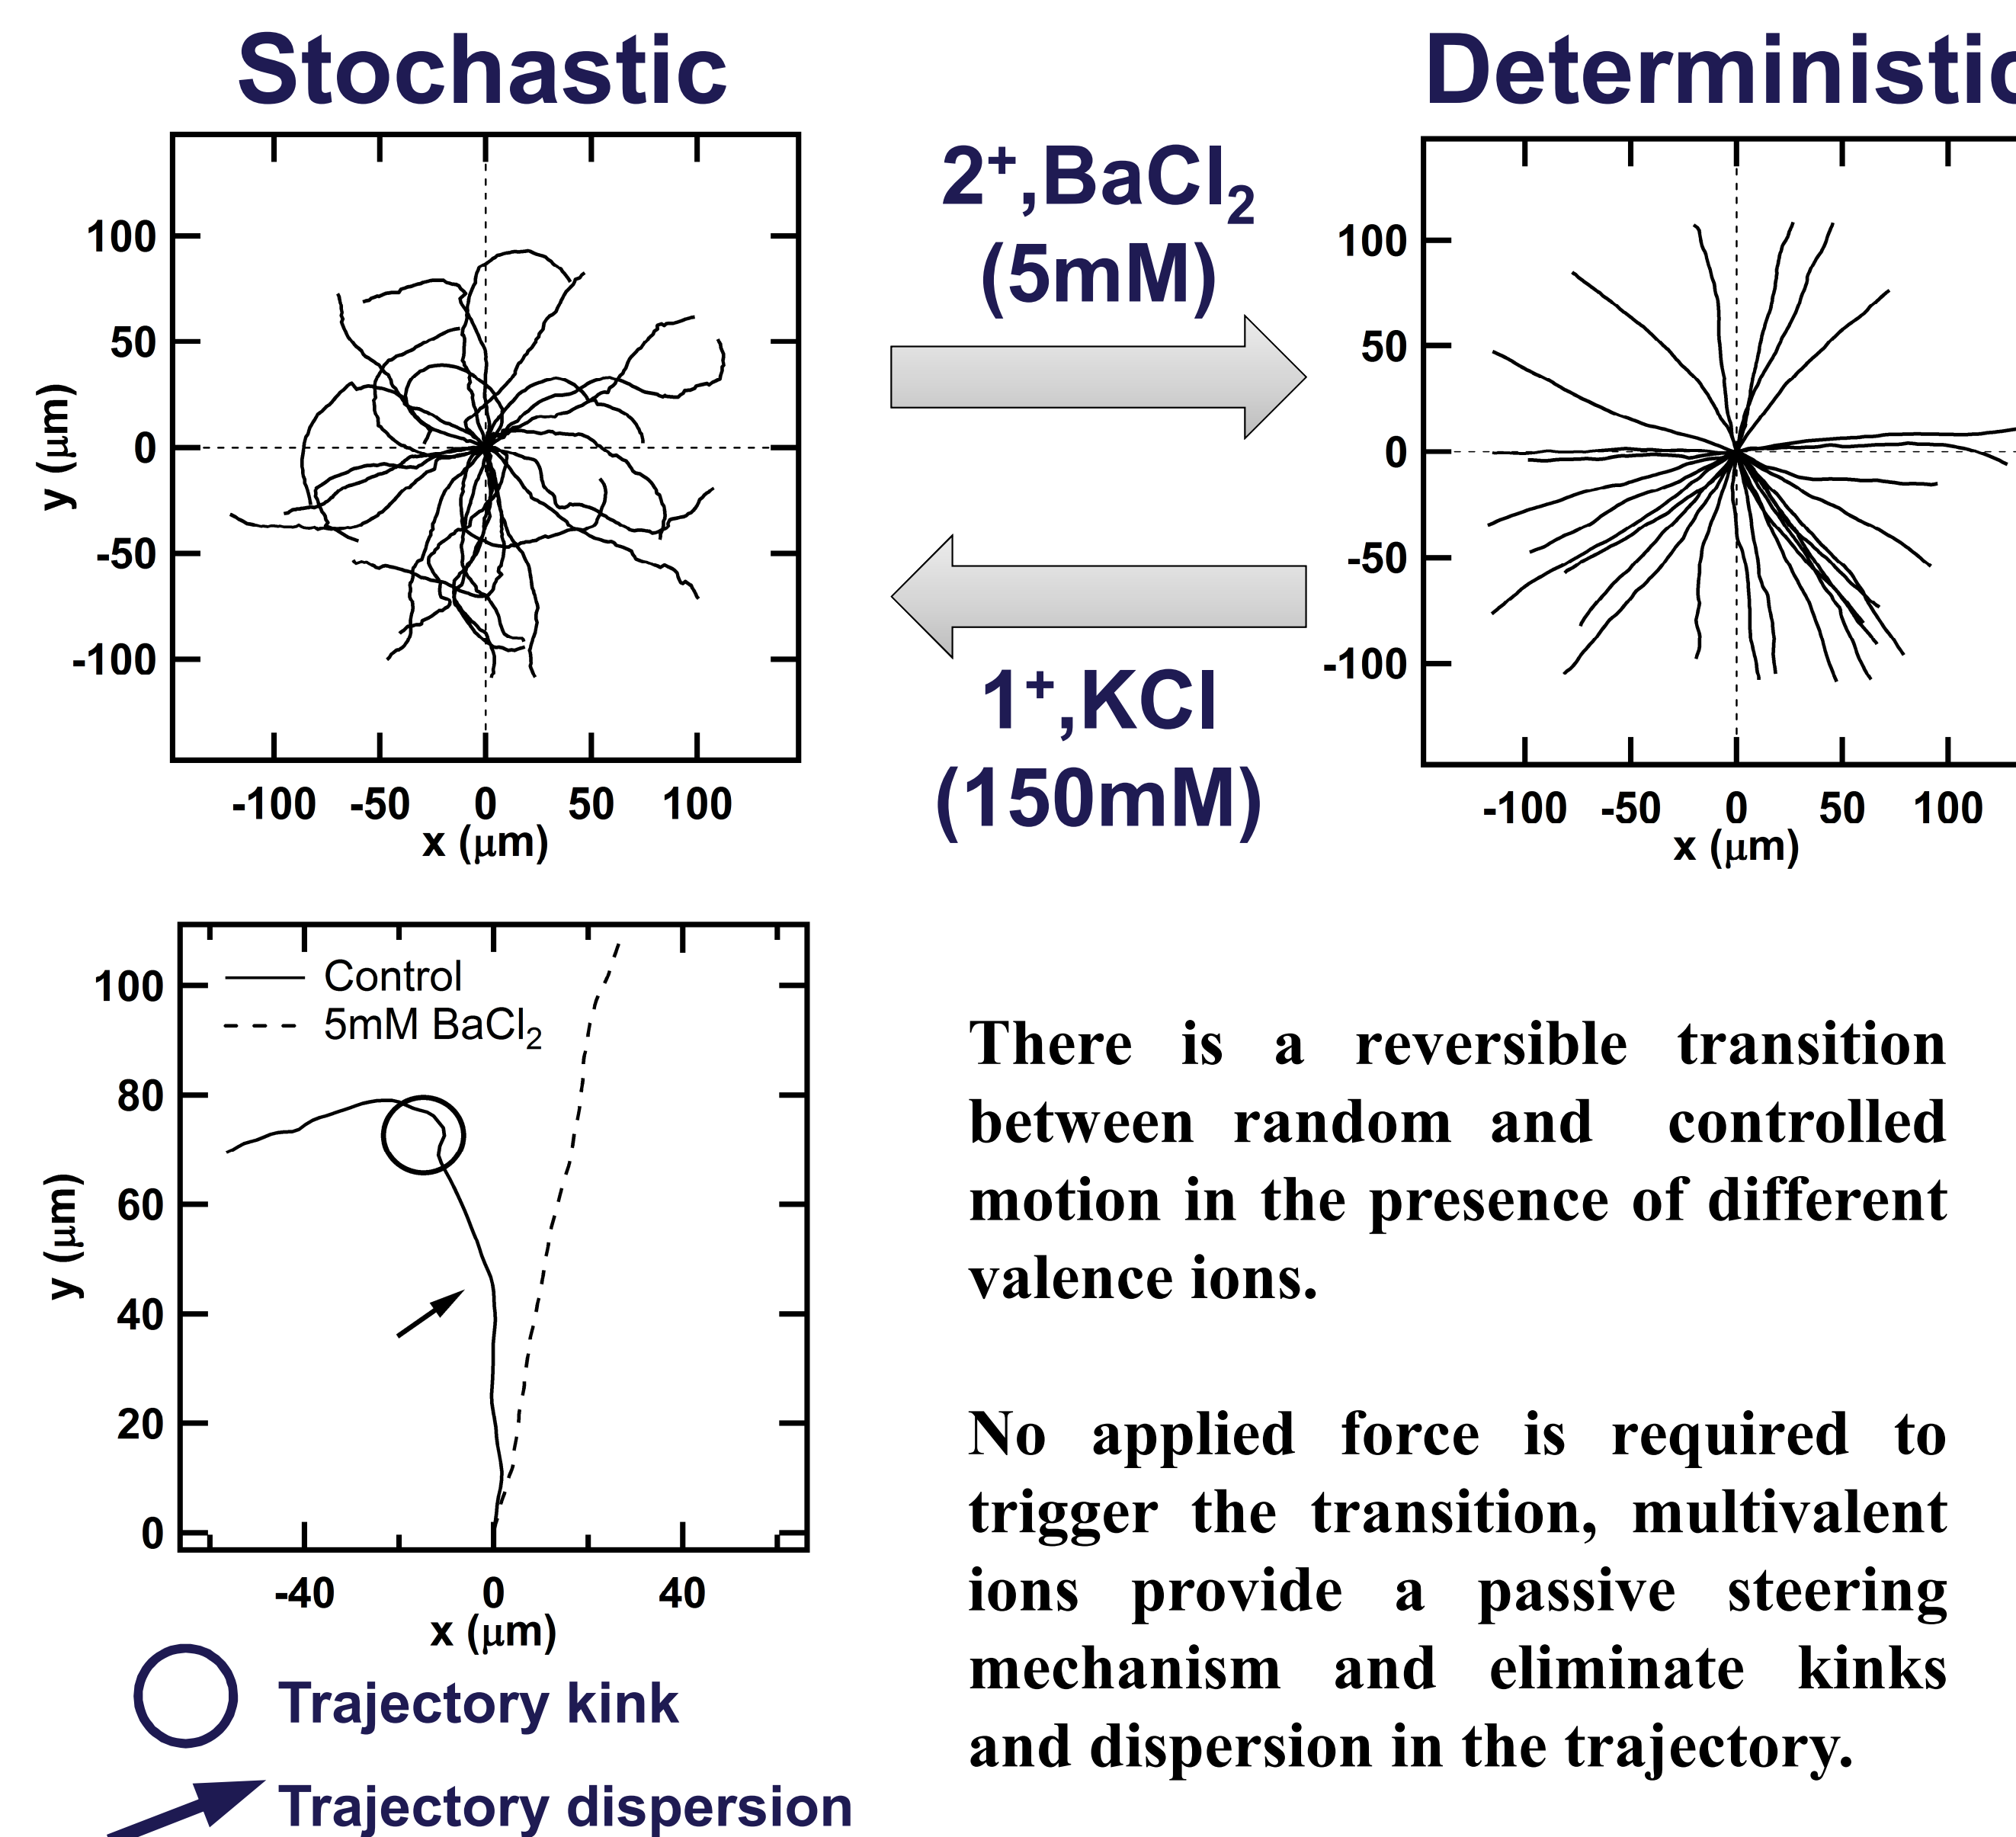 Stochastic
Deterministic
2⁺,BaCl₂
(5mM)
1⁺,KCl
(150mM)
100
50
0
-50
-100
y (μm)
-100 -50 0 50 100
x (μm)
100
50
0
-50
-100
-100 -50 0 50 100
x (μm)
Control
5mM BaCl₂
100
80
60
40
20
0
y (μm)
-40 0 40
x (μm)
Trajectory kink
Trajectory dispersion
There is a reversible transition
between random and controlled
motion in the presence of different
valence ions.
No applied force is required to
trigger the transition, multivalent
ions provide a passive steering
mechanism and eliminate kinks
and dispersion in the trajectory.